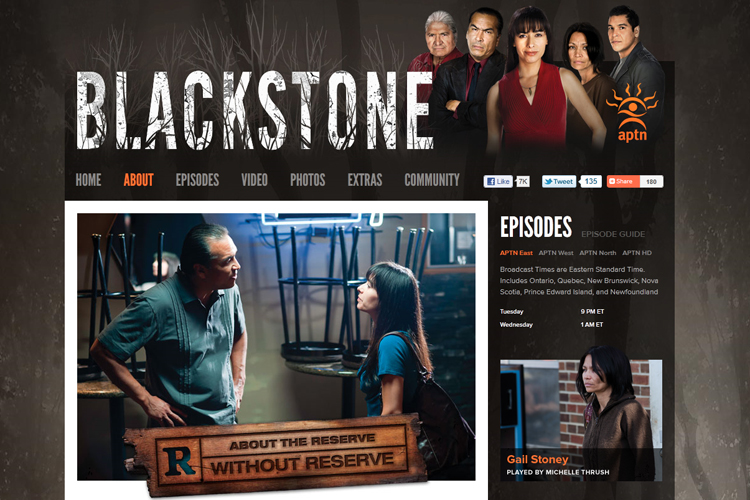 BLACKSTONE
aptn
HOME ABOUT EPISODES VIDEO PHOTOS EXTRAS COMMUNITY
Like 7K Tweet 135 Share 180
EPISODES EPISODE GUIDE
APTN East APTN West APTN North APTN HD
Broadcast Times are Eastern Standard Time.
Includes Ontario, Quebec, New Brunswick, Nova
Scotia, Prince Edward Island, and Newfoundland
Tuesday 9 PM ET
Wednesday 1 AM ET
R
ABOUT THE RESERVE
WITHOUT RESERVE
Gail Stoney
PLAYED BY MICHELLE THRUSH